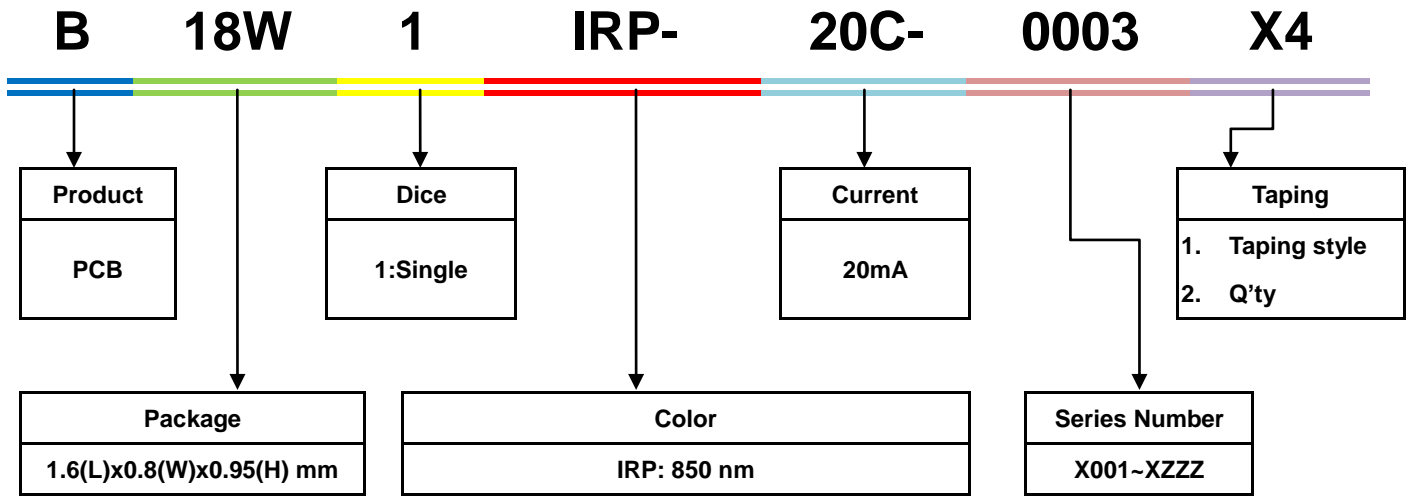 B 18W 1 IRP- 20C- 0003 X4
Product
PCB
Dice
1:Single
Current
20mA
Taping
1. Taping style
2. Q’ty
Package
1.6(L)x0.8(W)x0.95(H) mm
Color
IRP: 850 nm
Series Number
X001~XZZZ